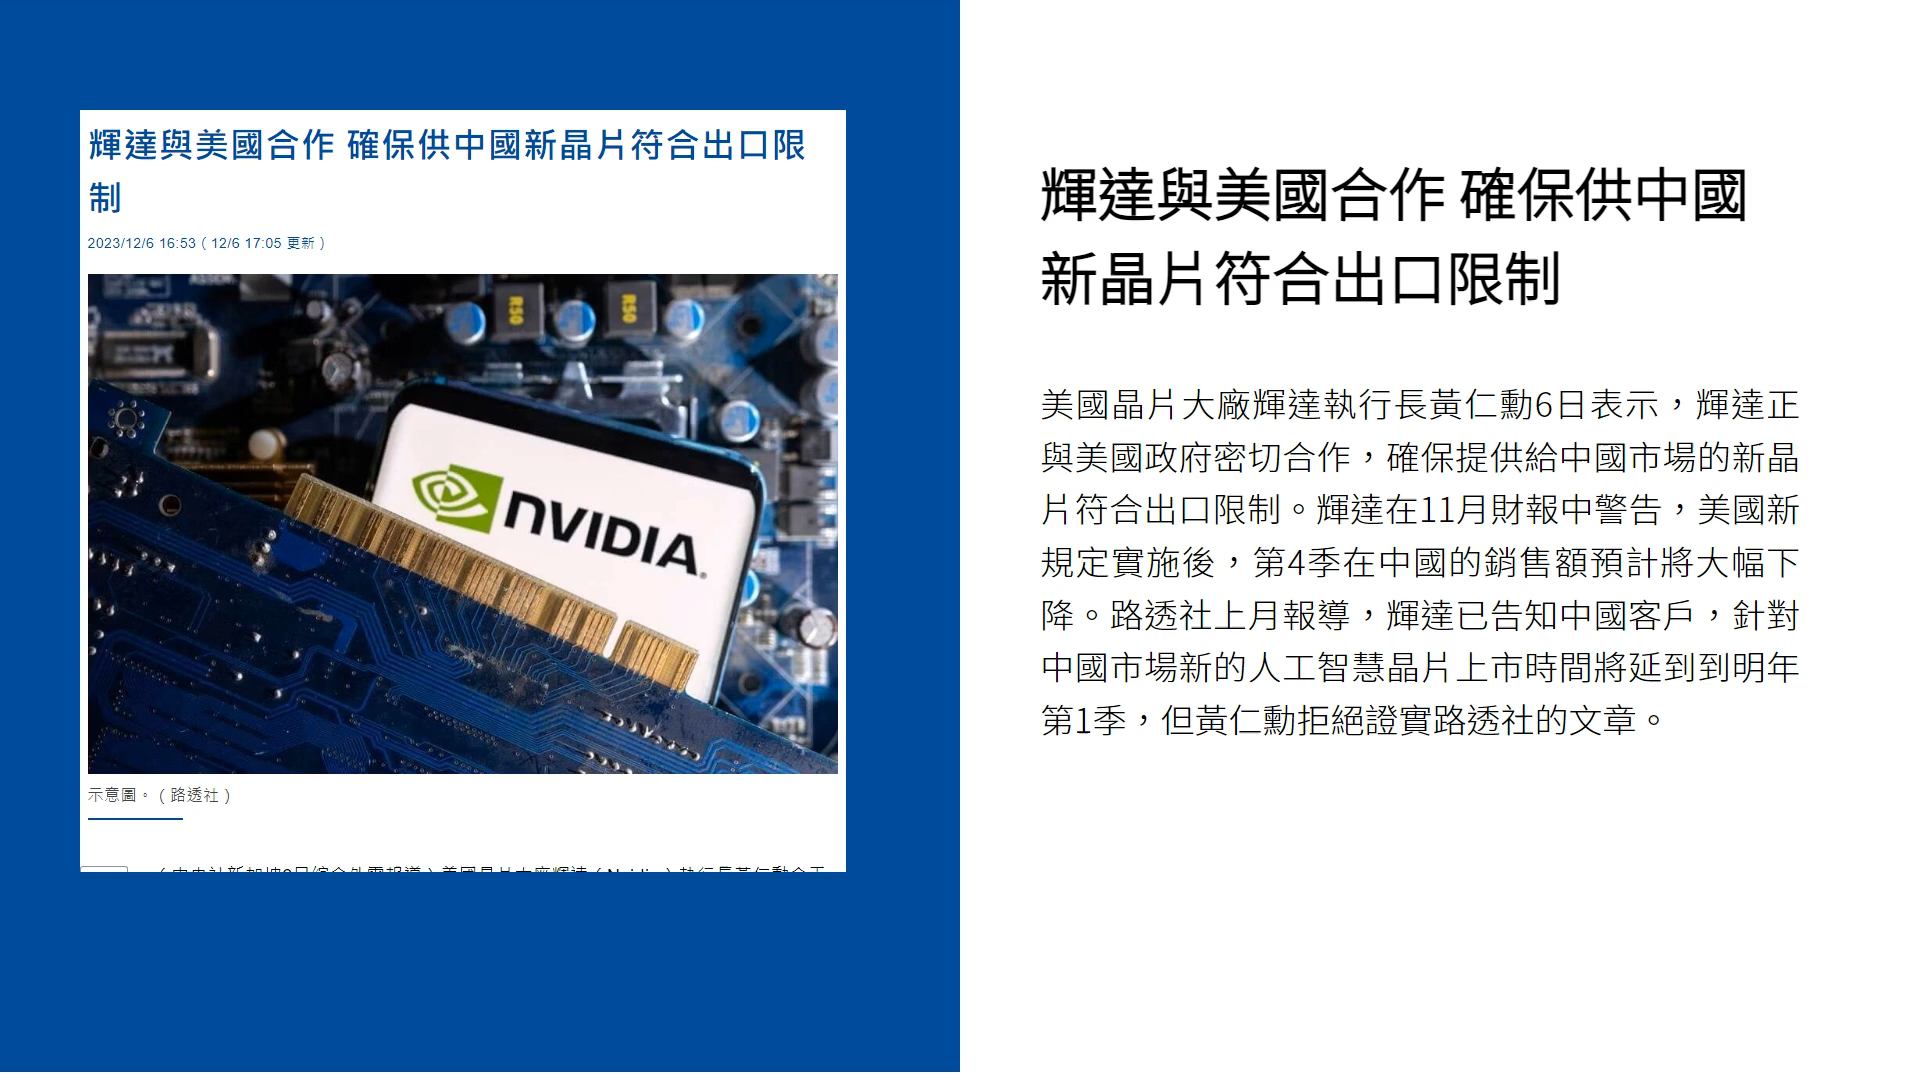 輝達與美國合作 確保供中國新晶片符合出口限
制
2023/12/6 16:53（12/6 17:05 更新）
R50
R50
NVIDIA
示意圖。（路透社）
輝達與美國合作 確保供中國
新晶片符合出口限制
美國晶片大廠輝達執行長黃仁勳6日表示，輝達正
與美國政府密切合作，確保提供給中國市場的新晶
片符合出口限制。輝達在11月財報中警告，美國新
規定實施後，第4季在中國的銷售額預計將大幅下
降。路透社上月報導，輝達已告知中國客戶，針對
中國市場新的人工智慧晶片上市時間將延到到明年
第1季，但黃仁勳拒絕證實路透社的文章。